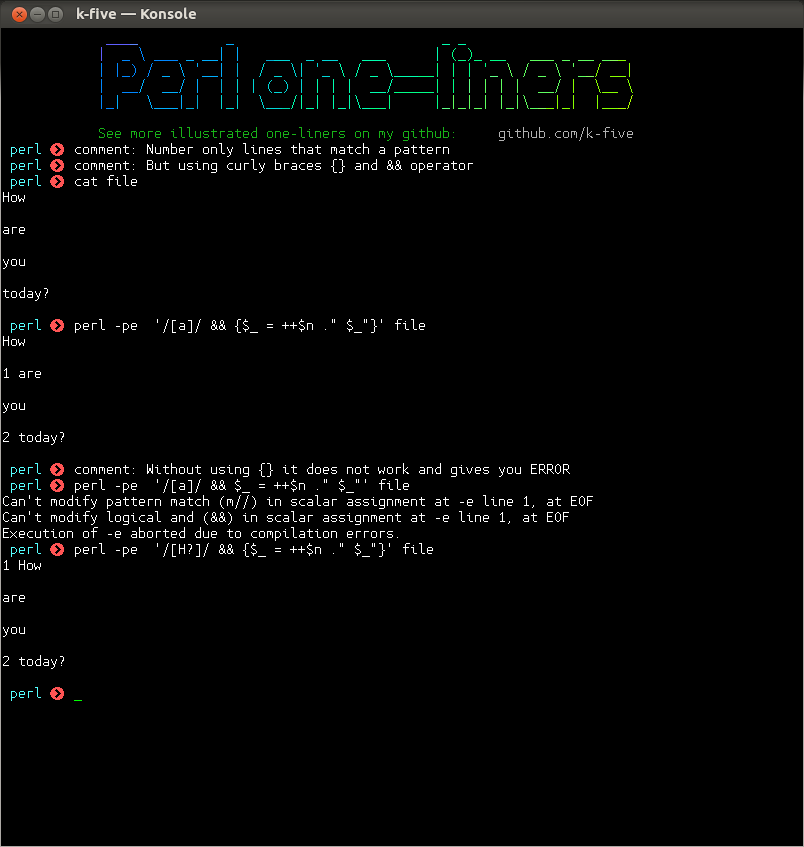 k-five — Konsole
Perl one-liners
See more illustrated one-liners on my github: github.com/k-five
perl comment: Number only lines that match a pattern
perl comment: But using curly braces {} and && operator
perl cat file
How
are
you
today?
perl perl -pe  '/[a]/ && {$_ = ++$n ." $_"}' file
How
1 are
you
2 today?
perl comment: Without using {} it does not work and gives you ERROR
perl perl -pe  '/[a]/ && $_ = ++$n ." $_"' file
Can't modify pattern match (m//) in scalar assignment at -e line 1, at EOF
Can't modify logical and (&&) in scalar assignment at -e line 1, at EOF
Execution of -e aborted due to compilation errors.
perl perl -pe  '/[H?]/ && {$_ = ++$n ." $_"}' file
1 How
are
you
2 today?
perl _